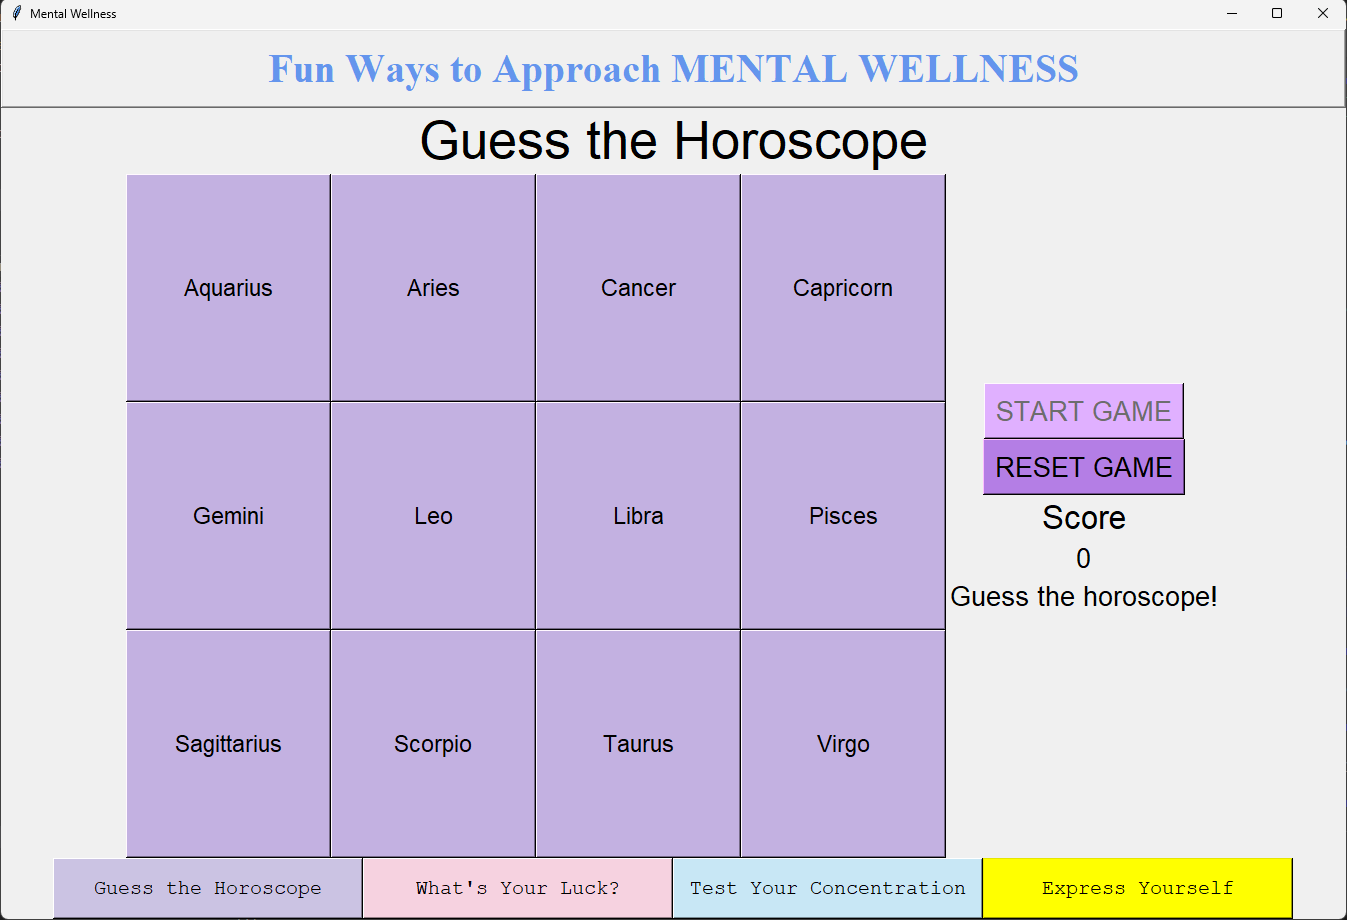 Mental Wellness
Fun Ways to Approach MENTAL WELLNESS
Guess the Horoscope
Aquarius Aries Cancer Capricorn
Gemini Leo Libra Pisces
Sagittarius Scorpio Taurus Virgo
START GAME
RESET GAME
Score
0
Guess the horoscope!
Guess the Horoscope What's Your Luck? Test Your Concentration Express Yourself